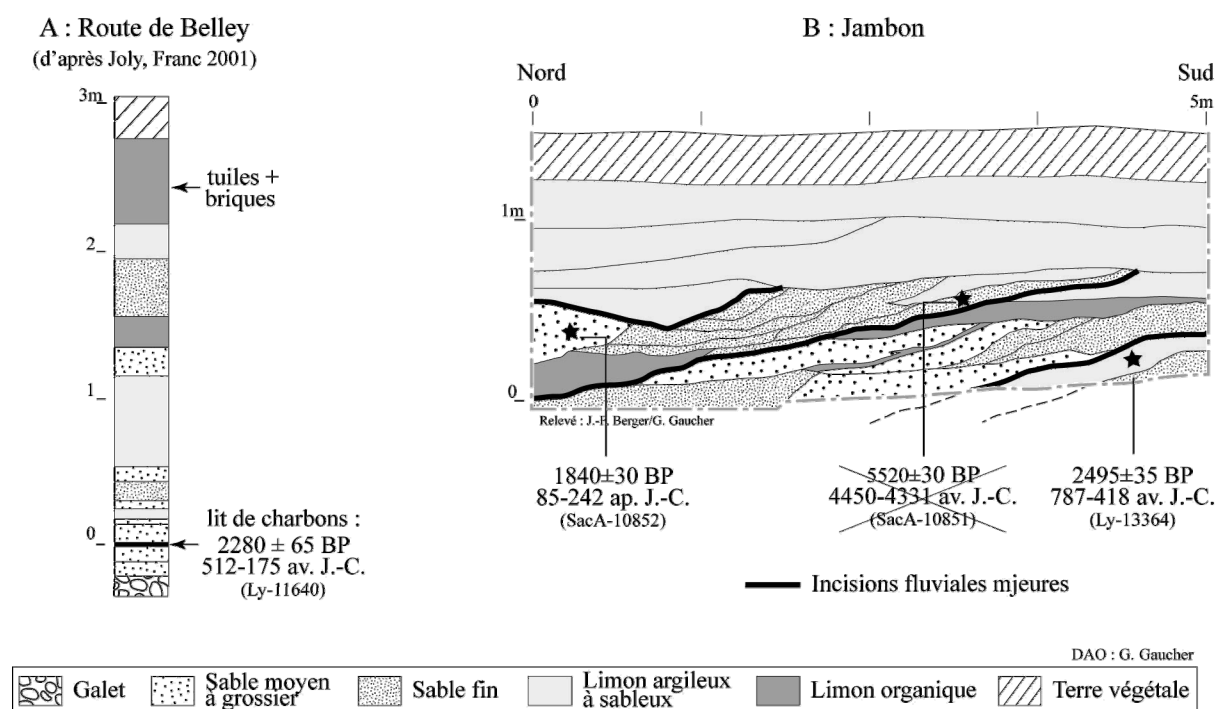 A : Route de Belley
(d'après Joly, Franc 2001)
3m
tuiles +
briques
2
1
0
lit de charbons :
2280 ± 65 BP
512-175 av. J.-C.
(Ly-11640)
B : Jambon
Nord
Sud
0
5m
1m
0
Relevé : J.-F. Berger/G. Gaucher
1840±30 BP
85-242 ap. J.-C.
(SacA-10852)
5520±30 BP
4450-4331 av. J.-C.
(SacA-10851)
2495±35 BP
787-418 av. J.-C.
(Ly-13364)
Incisions fluviales mjeures
DAO : G. Gaucher
Galet
Sable moyen
à grossier
Sable fin
Limon argileux
à sableux
Limon organique
Terre végétale